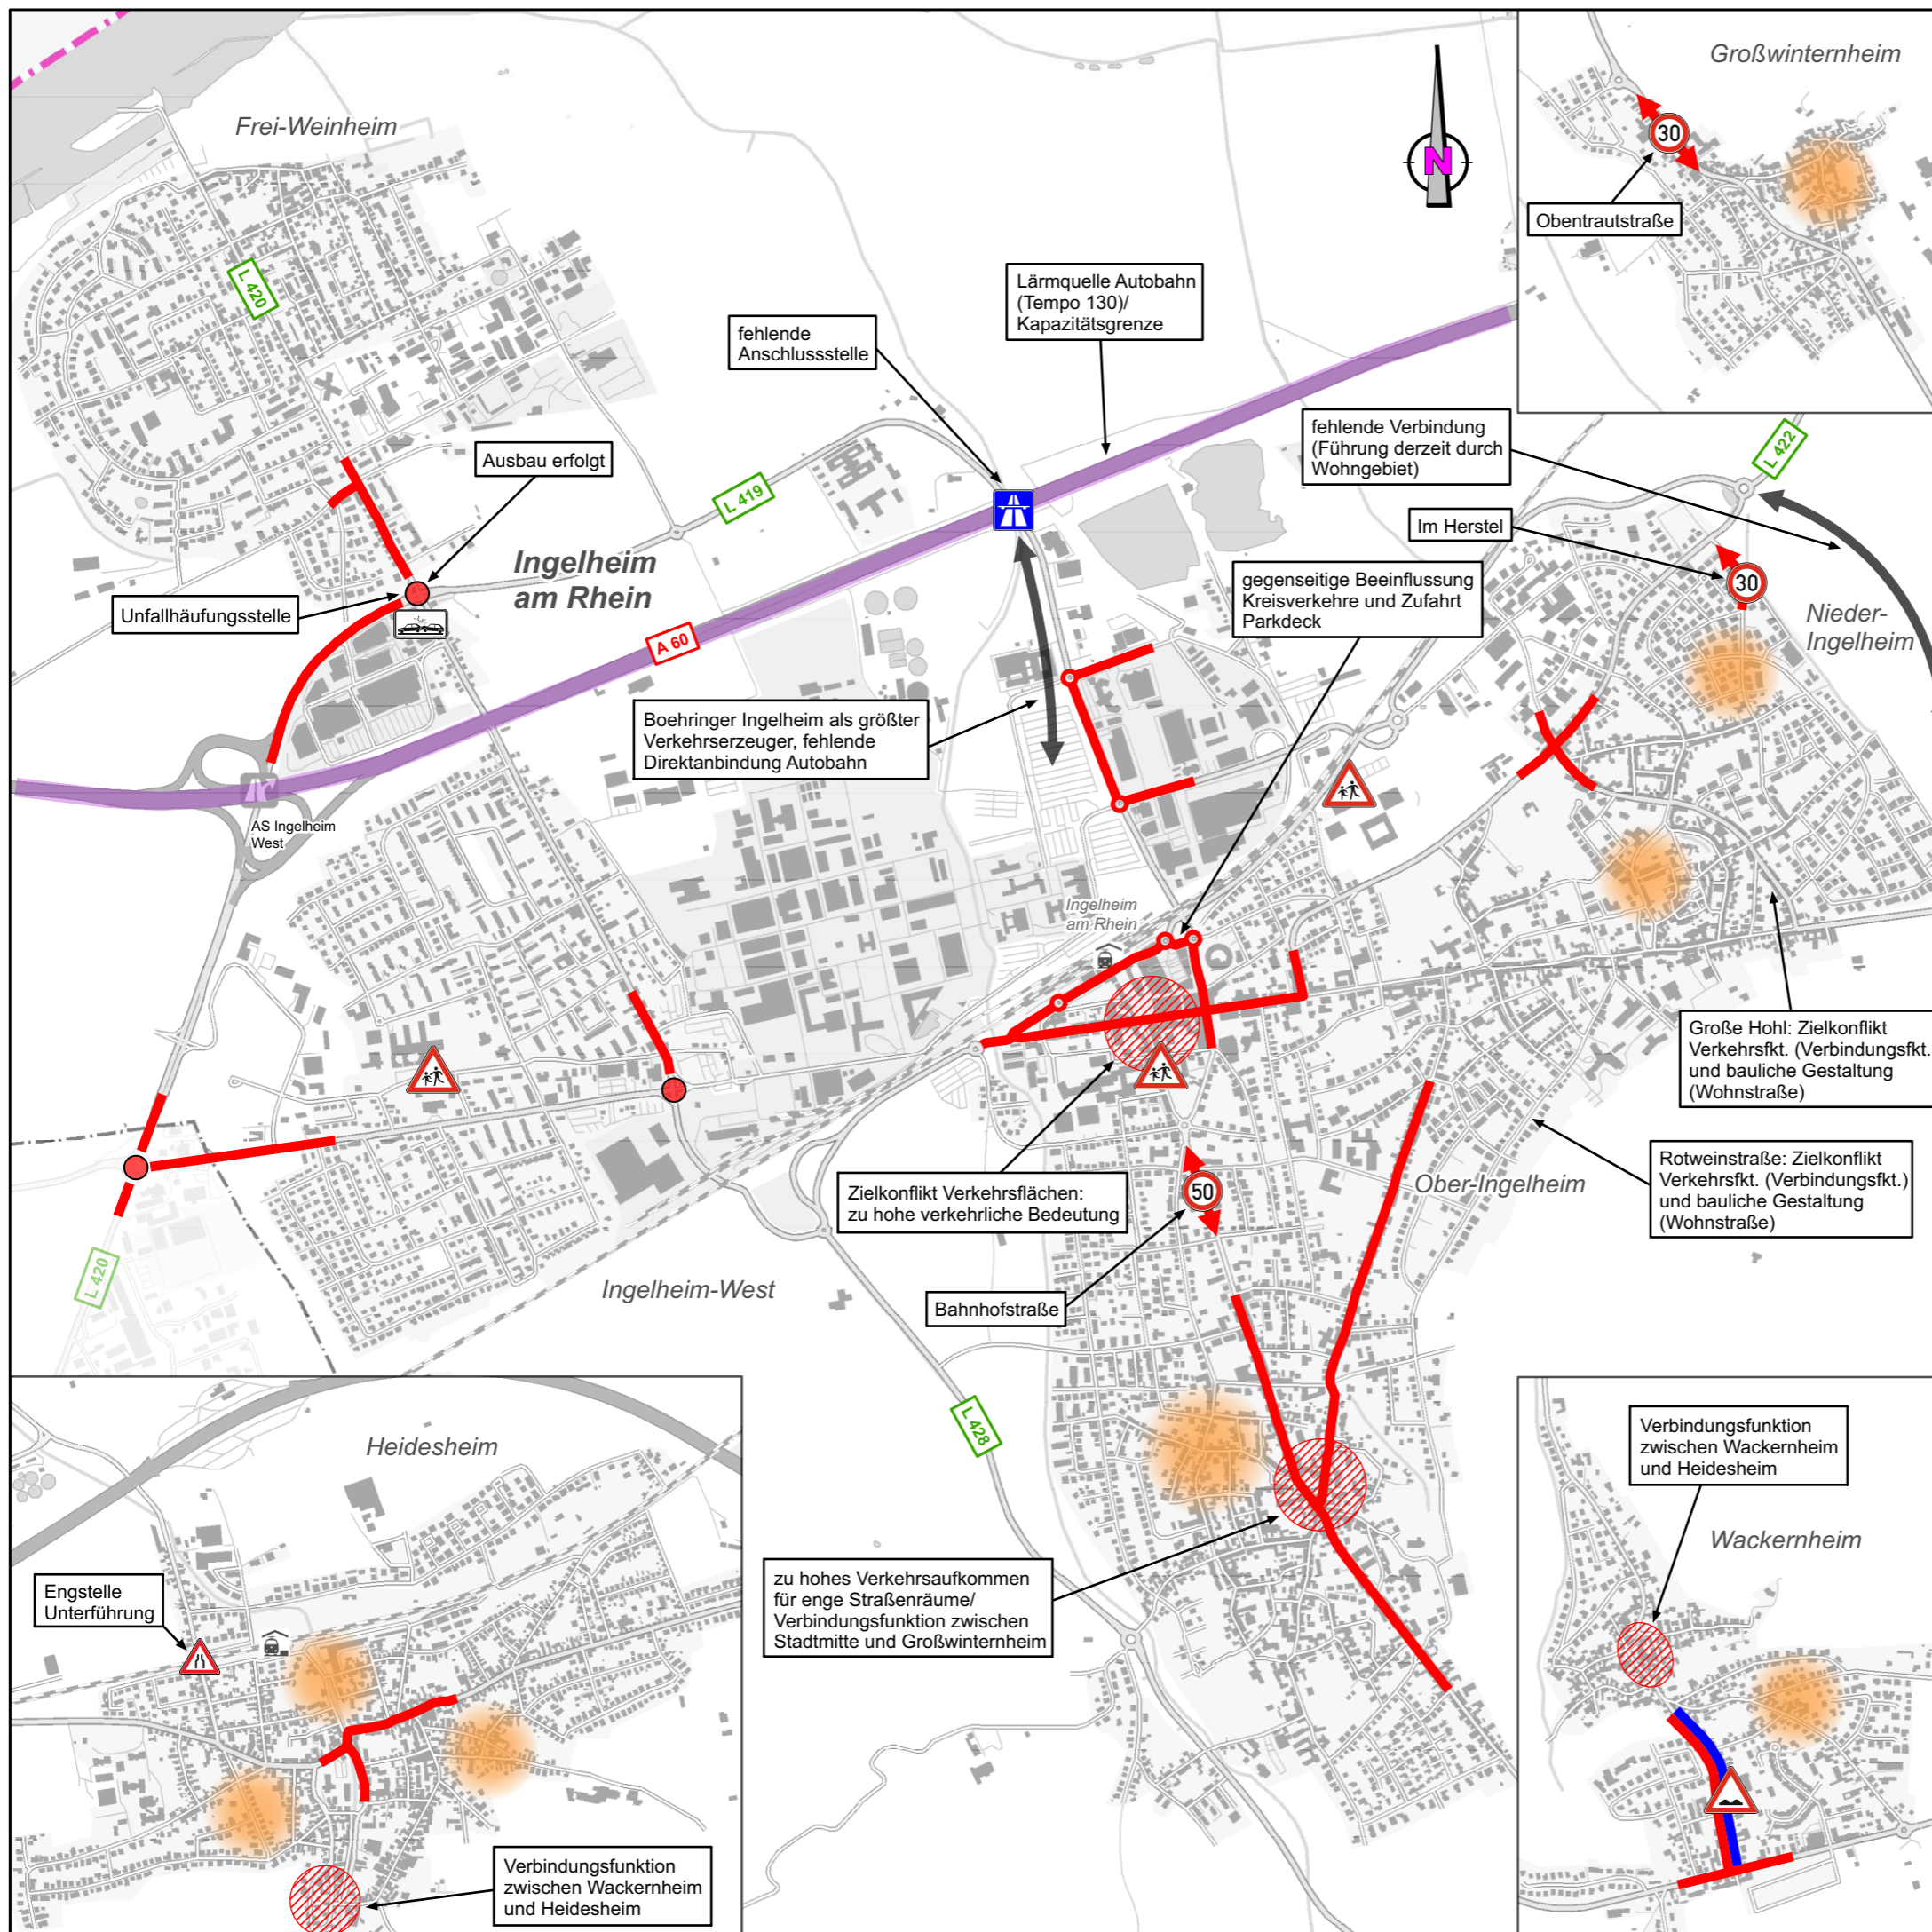 Frei-Weinheim
Großwinternheim
N
30
Obentrautstraße
L 420
Lärmquelle Autobahn
(Tempo 130)/
Kapazitätsgrenze
fehlende
Anschlussstelle
fehlende Verbindung
(Führung derzeit durch
Wohngebiet)
L 422
Ausbau erfolgt
L 419
Im Herstel
Ingelheim
am Rhein
gegenseitige Beeinflussung
Kreisverkehre und Zufahrt
Parkdeck
30
Unfallhäufungsstelle
Nieder-
Ingelheim
A 60
Boehringer Ingelheim als größter
Verkehrserzeuger, fehlende
Direktanbindung Autobahn
AS Ingelheim
West
Ingelheim
am Rhein
Große Hohl: Zielkonflikt
Verkehrsfkt. (Verbindungsfkt.
und bauliche Gestaltung
(Wohnstraße)
Rotweinstraße: Zielkonflikt
Verkehrsfkt. (Verbindungsfkt.)
und bauliche Gestaltung
(Wohnstraße)
Zielkonflikt Verkehrsflächen:
zu hohe verkehrliche Bedeutung
50
Ober-Ingelheim
L 420
Ingelheim-West
Bahnhofstraße
L 428
Heidesheim
Verbindungsfunktion
zwischen Wackernheim
und Heidesheim
Wackernheim
Engstelle
Unterführung
zu hohes Verkehrsaufkommen
für enge Straßenräume/
Verbindungsfunktion zwischen
Stadtmitte und Großwinternheim
Verbindungsfunktion
zwischen Wackernheim
und Heidesheim